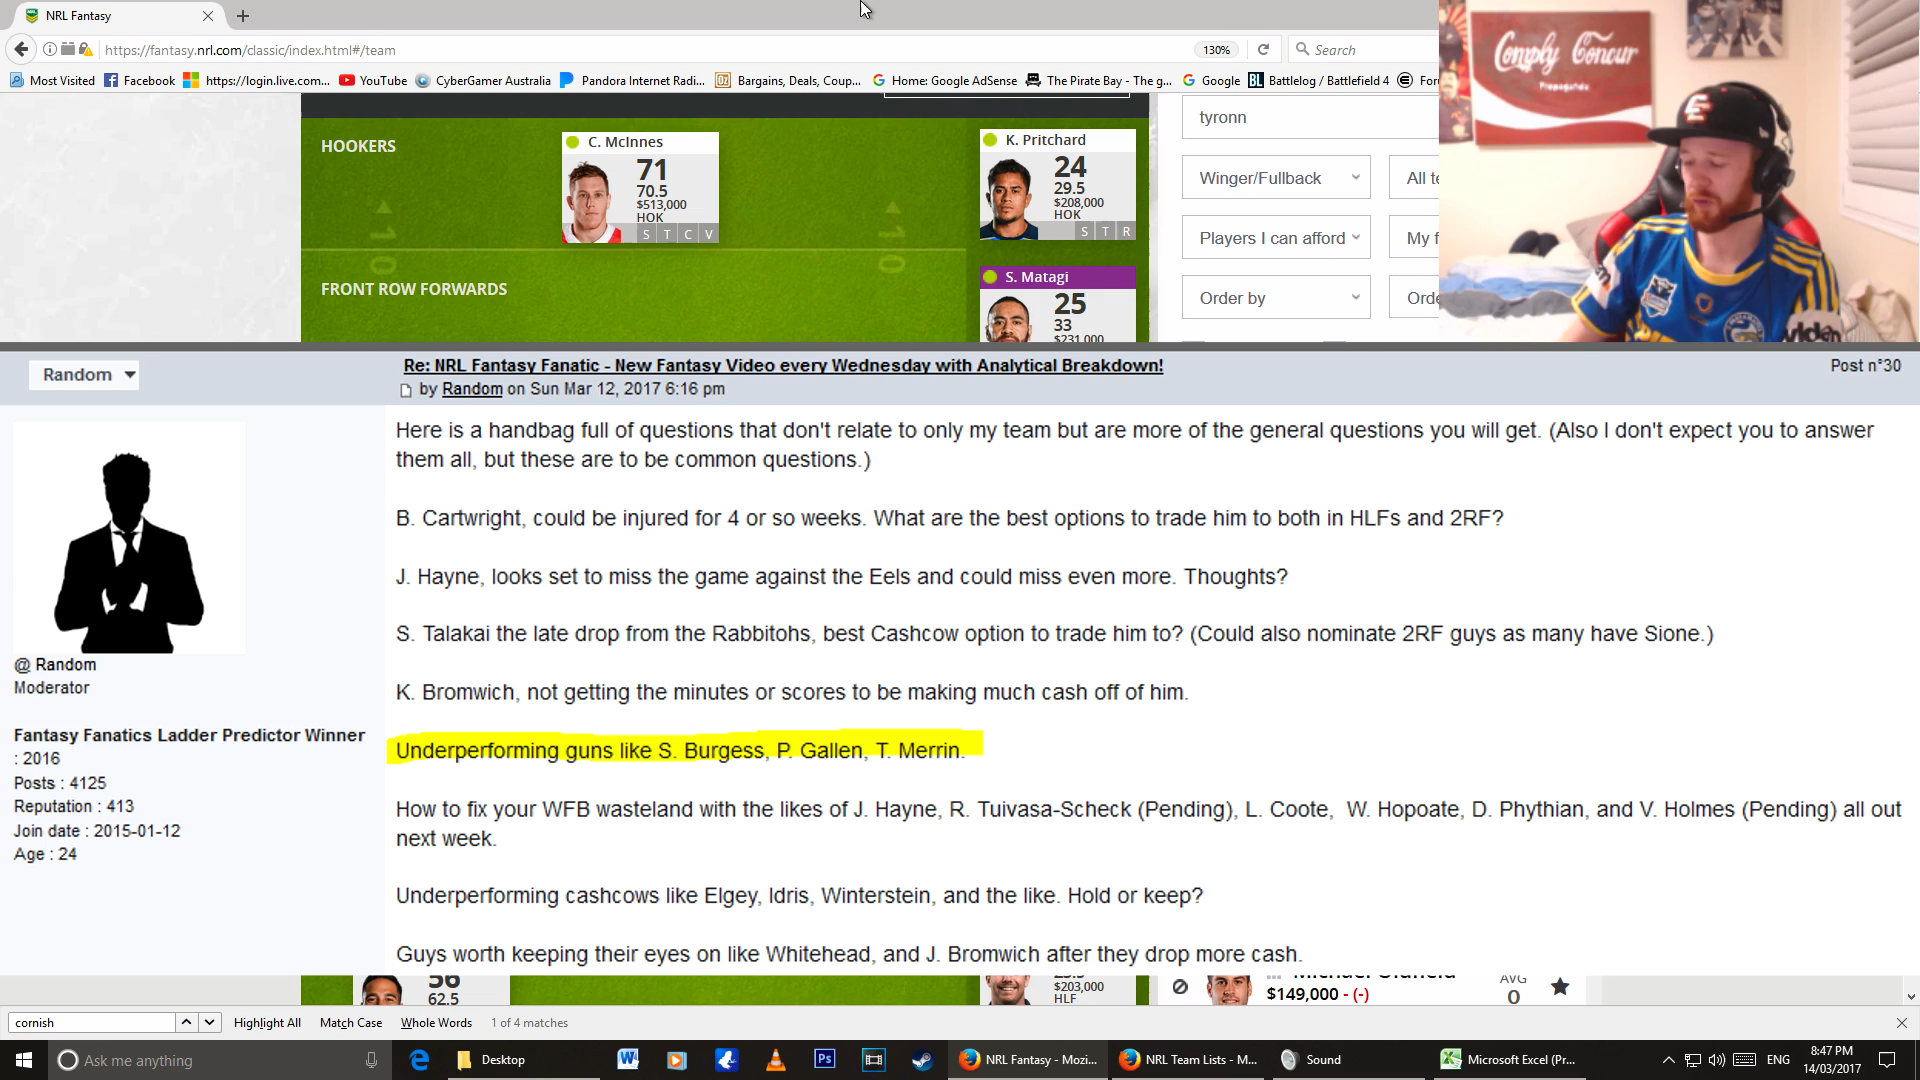 NRL Fantasy
https://fantasy.nrl.com/classic/index.html#/team
130%
Search
Most Visited
Facebook
https://login.live.com...
YouTube
CyberGamer Australia
Pandora Internet Radi...
Bargains, Deals, Coup...
Home: Google AdSense
The Pirate Bay - The g...
Google
Battlelog / Battlefield 4
For
HOOKERS
C. McInnes
71
70.5
$513,000
HOK
S T C V
K. Pritchard
24
29.5
$208,000
HOK
S T R
FRONT ROW FORWARDS
S. Matagi
25
33
$231,000
10
10
tyronn
Winger/Fullback
All te
Players I can afford
My f
Order by
Orde
Comply Concur
Propaganda
Random
Re: NRL Fantasy Fanatic - New Fantasy Video every Wednesday with Analytical Breakdown!
Post n°30
by Random on Sun Mar 12, 2017 6:16 pm
Here is a handbag full of questions that don't relate to only my team but are more of the general questions you will get. (Also I don't expect you to answer
them all, but these are to be common questions.)
B. Cartwright, could be injured for 4 or so weeks. What are the best options to trade him to both in HLFs and 2RF?
J. Hayne, looks set to miss the game against the Eels and could miss even more. Thoughts?
S. Talakai the late drop from the Rabbitohs, best Cashcow option to trade him to? (Could also nominate 2RF guys as many have Sione.)
K. Bromwich, not getting the minutes or scores to be making much cash off of him.
Underperforming guns like S. Burgess, P. Gallen, T. Merrin.
How to fix your WFB wasteland with the likes of J. Hayne, R. Tuivasa-Scheck (Pending), L. Coote, W. Hopoate, D. Phythian, and V. Holmes (Pending) all out
next week.
Underperforming cashcows like Elgey, Idris, Winterstein, and the like. Hold or keep?
Guys worth keeping their eyes on like Whitehead, and J. Bromwich after they drop more cash.
@ Random
Moderator
Fantasy Fanatics Ladder Predictor Winner
: 2016
Posts : 4125
Reputation : 413
Join date : 2015-01-12
Age : 24
56
62.5
$203,000
HLF
$149,000 - (-)
AVG
0
cornish
Highlight All
Match Case
Whole Words
1 of 4 matches
Ask me anything
Desktop
NRL Fantasy - Mozi...
NRL Team Lists - M...
Sound
Microsoft Excel (Pr...
ENG
8:47 PM
14/03/2017